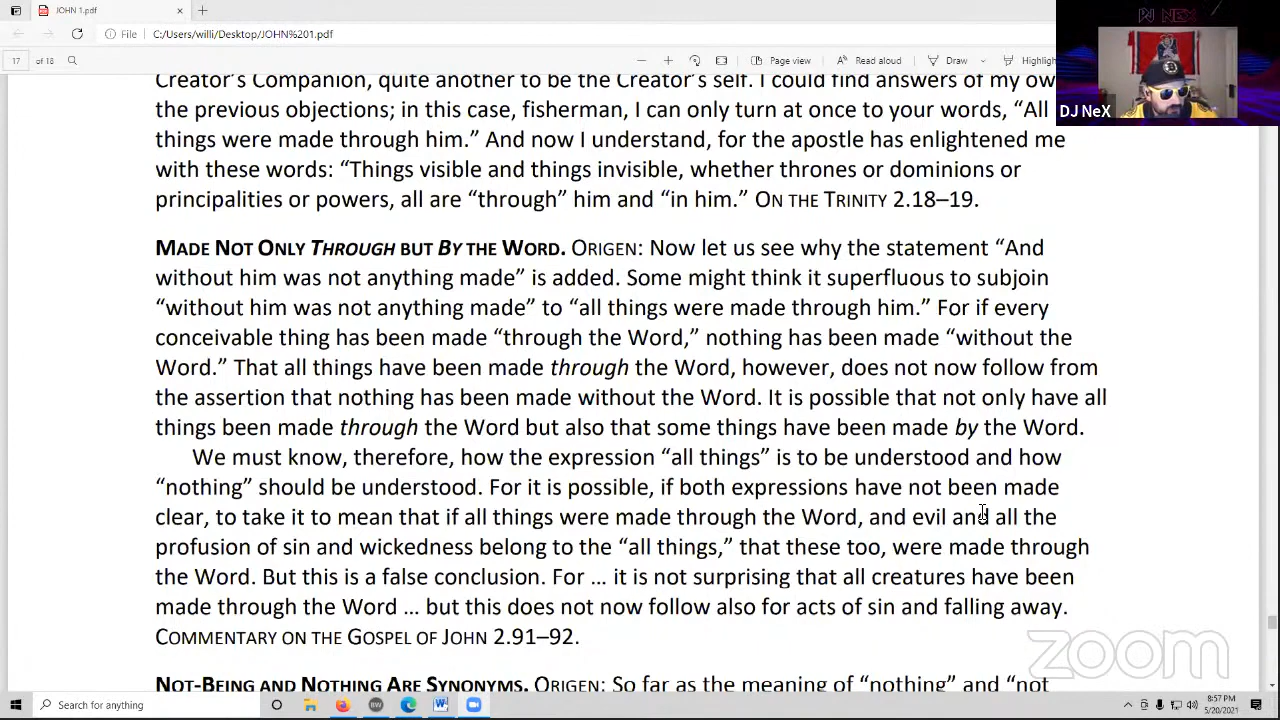 JOHN 1.pdf
File C:/Users/willi/Desktop/JOHN%201.pdf
17 of 18 Page view Read aloud Draw Highlight
DJ NEX
DJ NeX
Creator's Companion, quite another to be the Creator's self. I could find answers of my ow
the previous objections; in this case, fisherman, I can only turn at once to your words, “All
things were made through him.” And now I understand, for the apostle has enlightened me
with these words: “Things visible and things invisible, whether thrones or dominions or
principalities or powers, all are “through” him and “in him.” ON THE TRINITY 2.18–19.
MADE NOT ONLY THROUGH BUT BY THE WORD. ORIGEN: Now let us see why the statement “And
without him was not anything made” is added. Some might think it superfluous to subjoin
“without him was not anything made” to “all things were made through him.” For if every
conceivable thing has been made “through the Word,” nothing has been made “without the
Word.” That all things have been made through the Word, however, does not now follow from
the assertion that nothing has been made without the Word. It is possible that not only have all
things been made through the Word but also that some things have been made by the Word.
We must know, therefore, how the expression “all things” is to be understood and how
“nothing” should be understood. For it is possible, if both expressions have not been made
clear, to take it to mean that if all things were made through the Word, and evil and all the
profusion of sin and wickedness belong to the “all things,” that these too, were made through
the Word. But this is a false conclusion. For … it is not surprising that all creatures have been
made through the Word … but this does not now follow also for acts of sin and falling away.
COMMENTARY ON THE GOSPEL OF JOHN 2.91–92.
zoom
NOT-BEING AND NOTHING ARE SYNONYMS. ORIGEN: So far as the meaning of “nothing” and “not
Search for anything
8:57 PM
5/20/2021